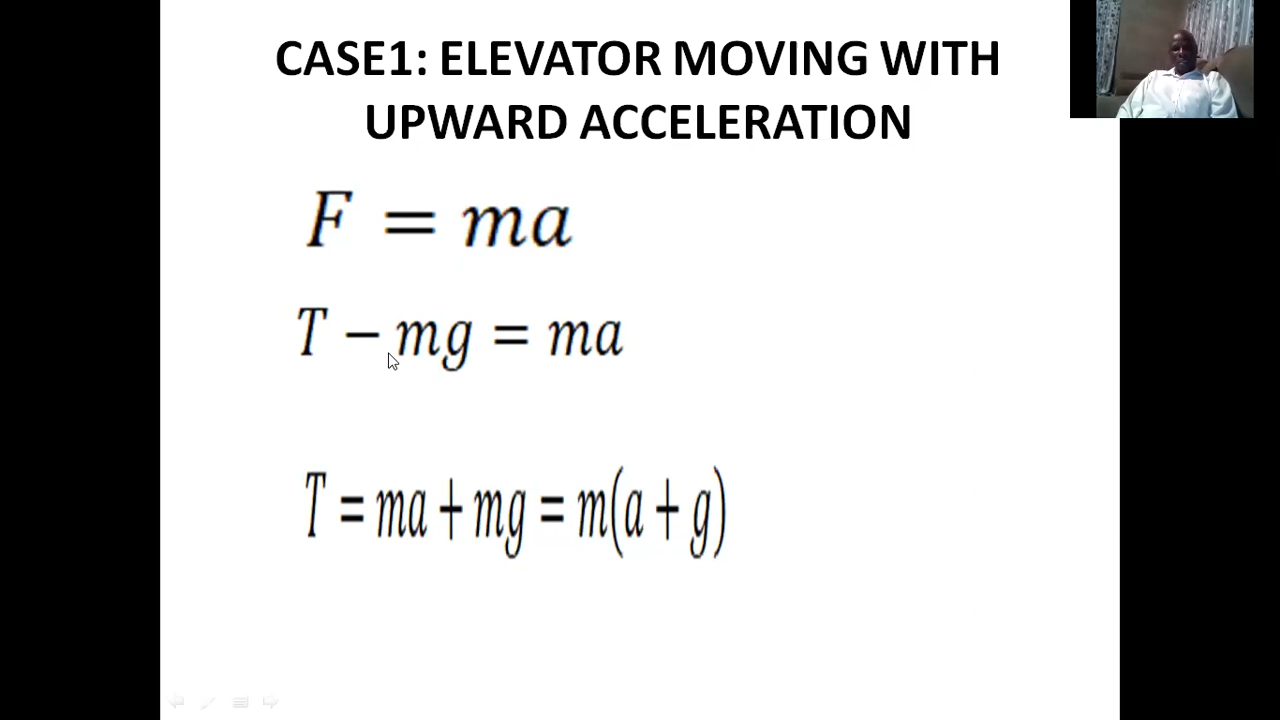 CASE1: ELEVATOR MOVING WITH
UPWARD ACCELERATION
F = ma
T − mg = ma
T = ma + mg = m(a + g)